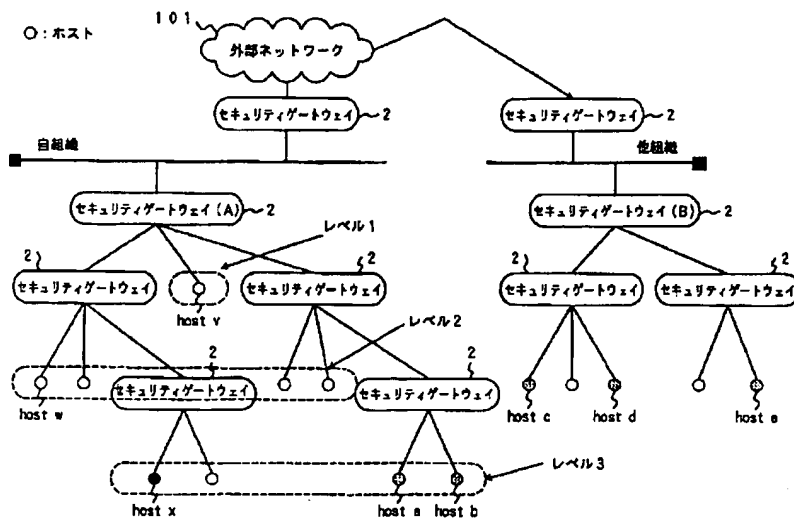 101
○:ホスト
外部ネットワーク
セキュリティゲートウェイ 2
セキュリティゲートウェイ 2
自組織
他組織
セキュリティゲートウェイ(A) 2
セキュリティゲートウェイ(B) 2
レベル1
2
セキュリティゲートウェイ
host v
2
セキュリティゲートウェイ
2
セキュリティゲートウェイ
2
セキュリティゲートウェイ
レベル2
host w
2
セキュリティゲートウェイ
2
セキュリティゲートウェイ
host c
host d
host e
レベル3
host x
host a
host b